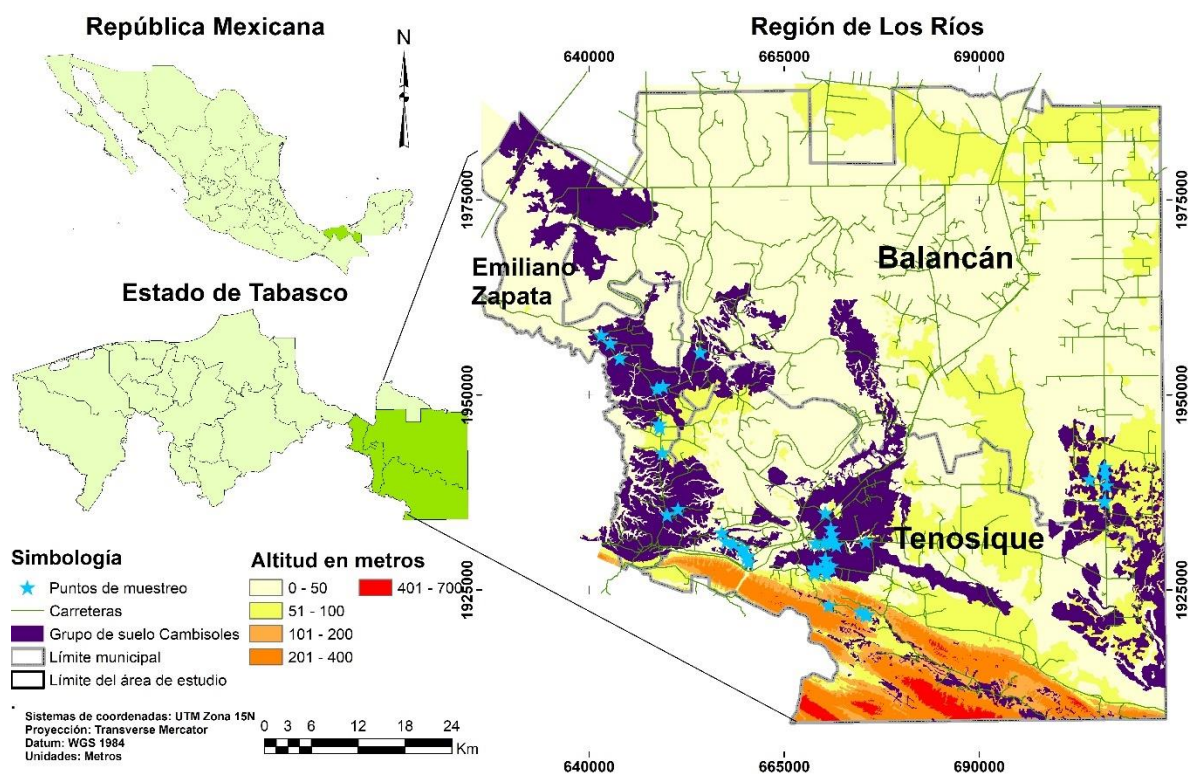 República Mexicana
N
Estado de Tabasco
Región de Los Ríos
640000
665000
690000
1975000
1975000
Emiliano
Zapata
Balancán
1950000
1950000
Tenosique
1925000
1925000
640000
665000
690000
Simbología
Puntos de muestreo
Carreteras
Grupo de suelo Cambisoles
Límite municipal
Límite del área de estudio
Altitud en metros
0 - 50
51 - 100
101 - 200
201 - 400
401 - 700
Sistemas de coordenadas: UTM Zona 15N
Proyección: Transverse Mercator
Datum: WGS 1984
Unidades: Metros
0 3 6 12 18 24
Km